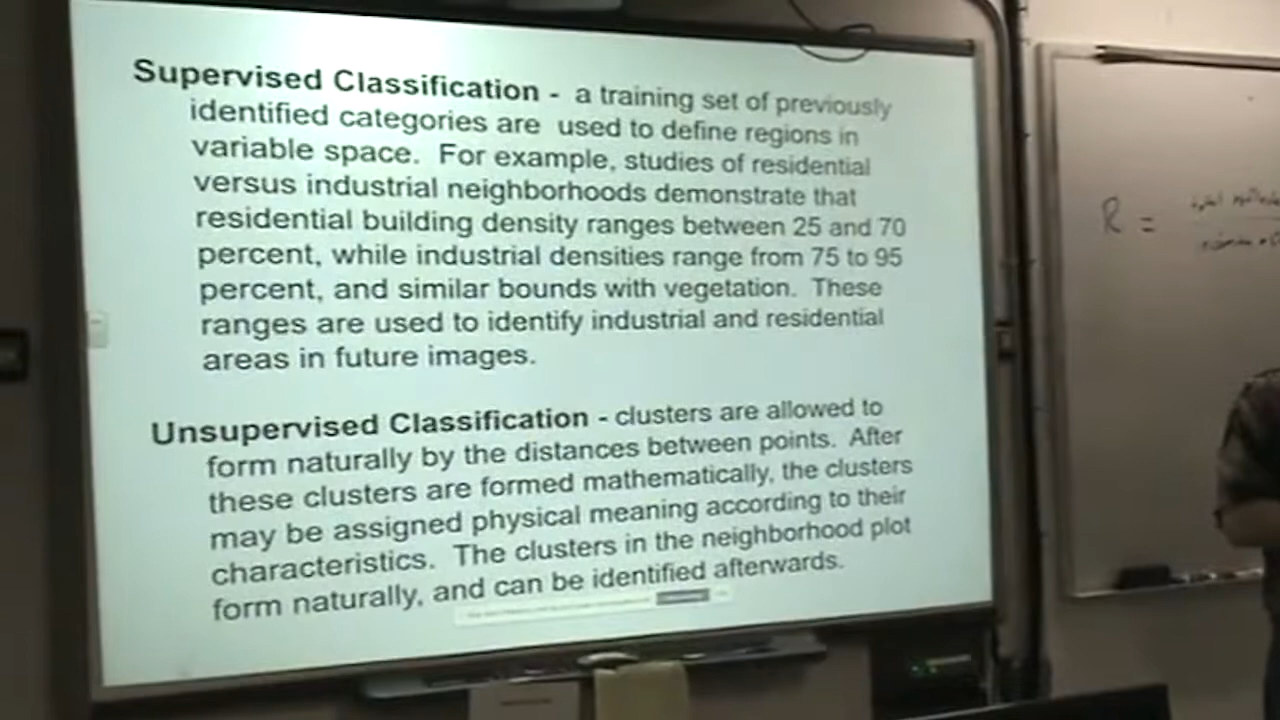 Supervised Classification - a training set of previously
identified categories are used to define regions in
variable space. For example, studies of residential
versus industrial neighborhoods demonstrate that
residential building density ranges between 25 and 70
percent, while industrial densities range from 75 to 95
percent, and similar bounds with vegetation. These
ranges are used to identify industrial and residential
areas in future images.
Unsupervised Classification - clusters are allowed to
form naturally by the distances between points. After
these clusters are formed mathematically, the clusters
may be assigned physical meaning according to their
characteristics. The clusters in the neighborhood plot
form naturally, and can be identified afterwards.
R =